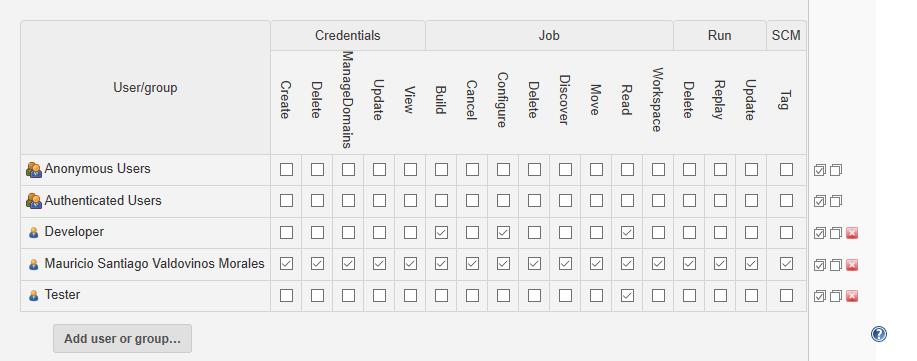 User/group
Credentials
Job
Run
SCM
Create
Delete
ManageDomains
Update
View
Build
Cancel
Configure
Delete
Discover
Move
Read
Workspace
Delete
Replay
Update
Tag
Anonymous Users
Authenticated Users
Developer
Mauricio Santiago Valdovinos Morales
Tester
Add user or group...
?